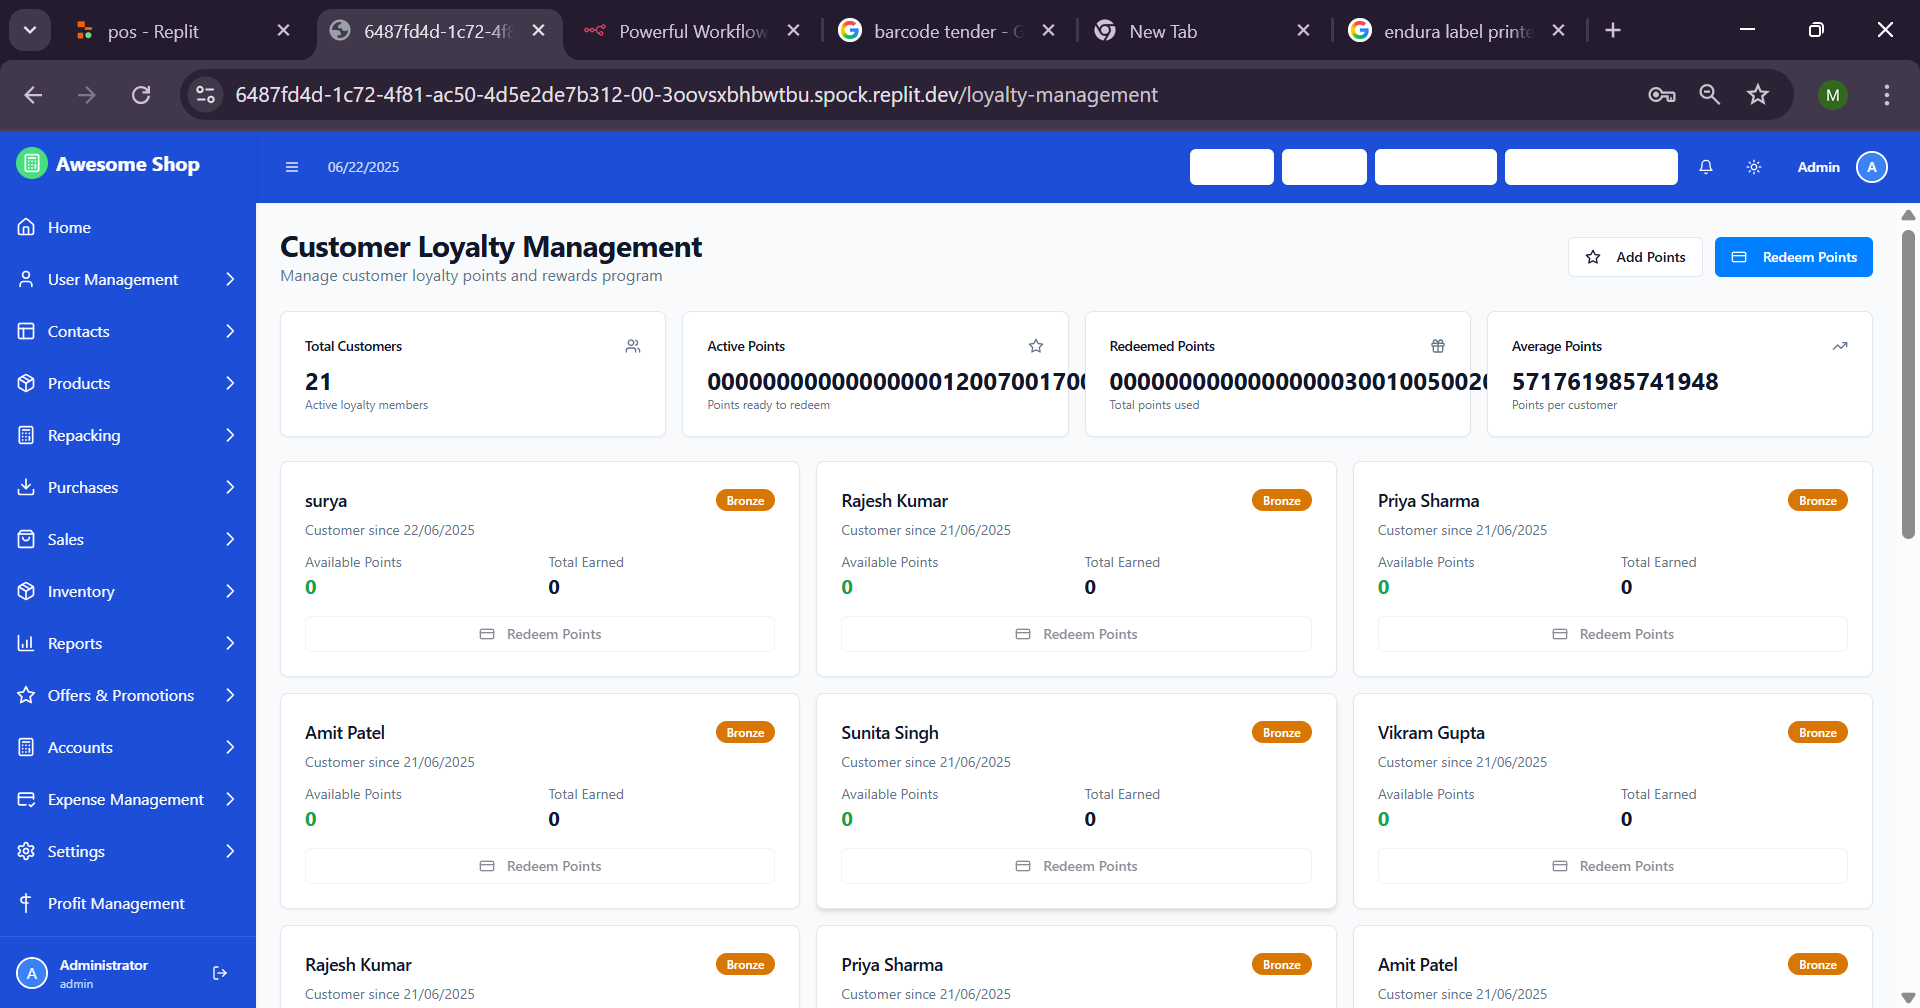 pos - Replit
6487fd4d-1c72-4f8
Powerful Workflow
barcode tender - G
New Tab
endura label printe
6487fd4d-1c72-4f81-ac50-4d5e2de7b312-00-3oovsxbhbwtbu.spock.replit.dev/loyalty-management
M
Awesome Shop
06/22/2025
Admin
A
Home
User Management
Contacts
Products
Repacking
Purchases
Sales
Inventory
Reports
Offers & Promotions
Accounts
Expense Management
Settings
Profit Management
A
Administrator
admin
Customer Loyalty Management
Manage customer loyalty points and rewards program
Add Points
Redeem Points
Total Customers
21
Active loyalty members
Active Points
Points ready to redeem
Redeemed Points
Total points used
Average Points
571761985741948
Points per customer
surya
Bronze
Customer since 22/06/2025
Available Points
Total Earned
0
0
Redeem Points
Rajesh Kumar
Bronze
Customer since 21/06/2025
Available Points
Total Earned
0
0
Redeem Points
Priya Sharma
Bronze
Customer since 21/06/2025
Available Points
Total Earned
0
0
Redeem Points
Amit Patel
Bronze
Customer since 21/06/2025
Available Points
Total Earned
0
0
Redeem Points
Sunita Singh
Bronze
Customer since 21/06/2025
Available Points
Total Earned
0
0
Redeem Points
Vikram Gupta
Bronze
Customer since 21/06/2025
Available Points
Total Earned
0
0
Redeem Points
Rajesh Kumar
Bronze
Customer since 21/06/2025
Priya Sharma
Bronze
Customer since 21/06/2025
Amit Patel
Bronze
Customer since 21/06/2025